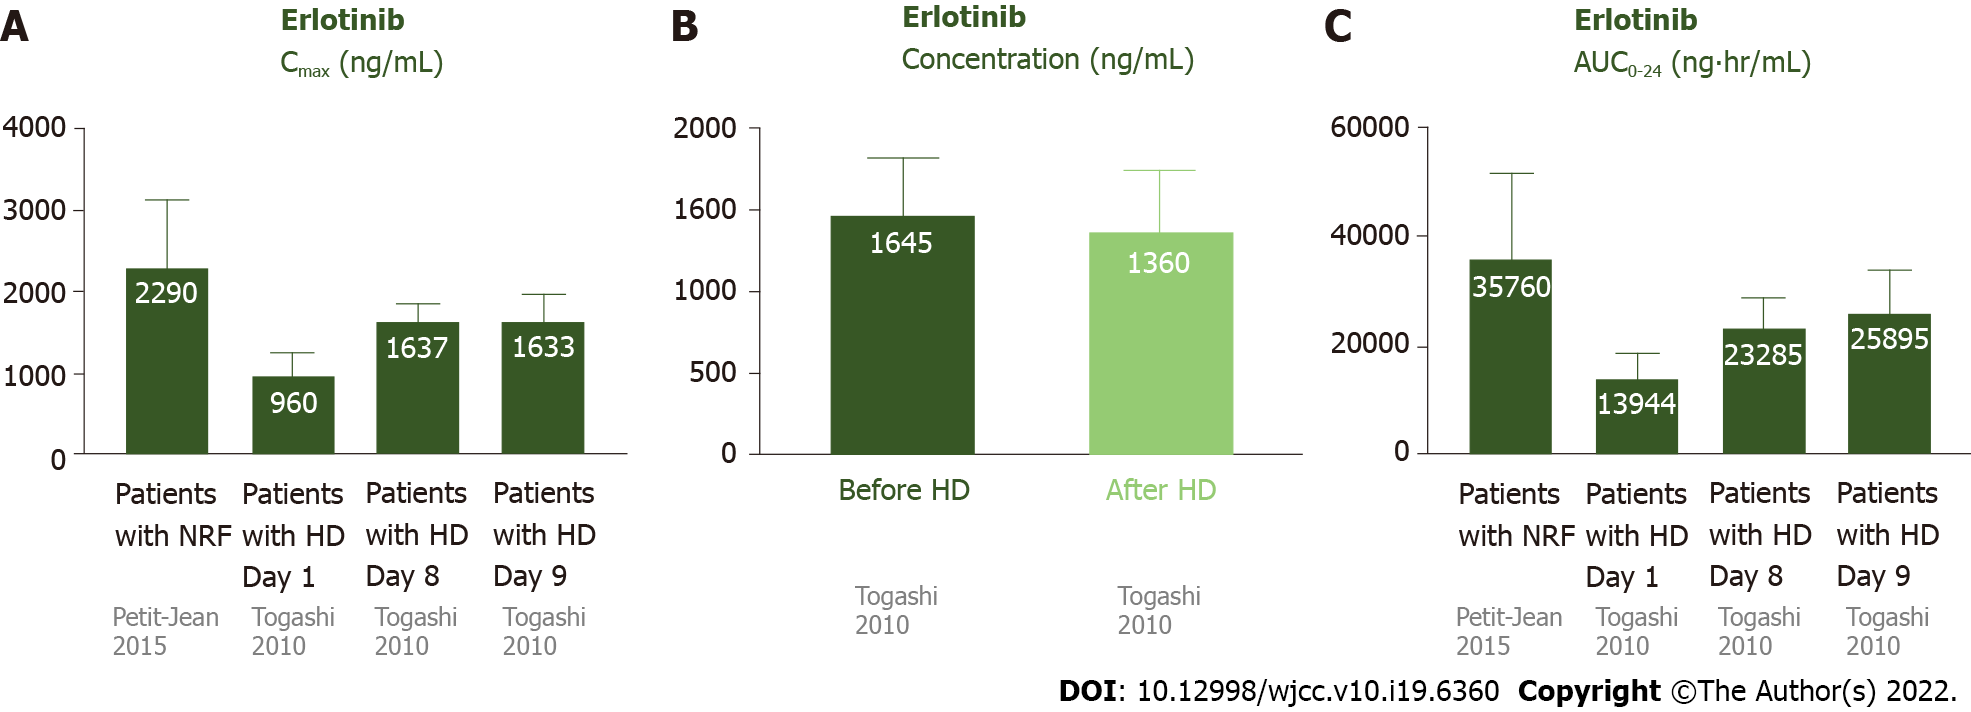 A
Erlotinib
Cmax (ng/mL)
4000
3000
2000
1000
0
2290
960
1637
1633
Patients with NRF
Patients with HD Day 1
Patients with HD Day 8
Patients with HD Day 9
Petit-Jean 2015
Togashi 2010
Togashi 2010
Togashi 2010
B
Erlotinib
Concentration (ng/mL)
2000
1600
1000
500
0
1645
1360
Before HD
After HD
Togashi 2010
Togashi 2010
C
Erlotinib
AUC0-24 (ng·hr/mL)
60000
40000
20000
0
35760
13944
23285
25895
Patients with NRF
Patients with HD Day 1
Patients with HD Day 8
Patients with HD Day 9
Petit-Jean 2015
Togashi 2010
Togashi 2010
Togashi 2010
DOI: 10.12998/wjcc.v10.i19.6360 Copyright ©The Author(s) 2022.